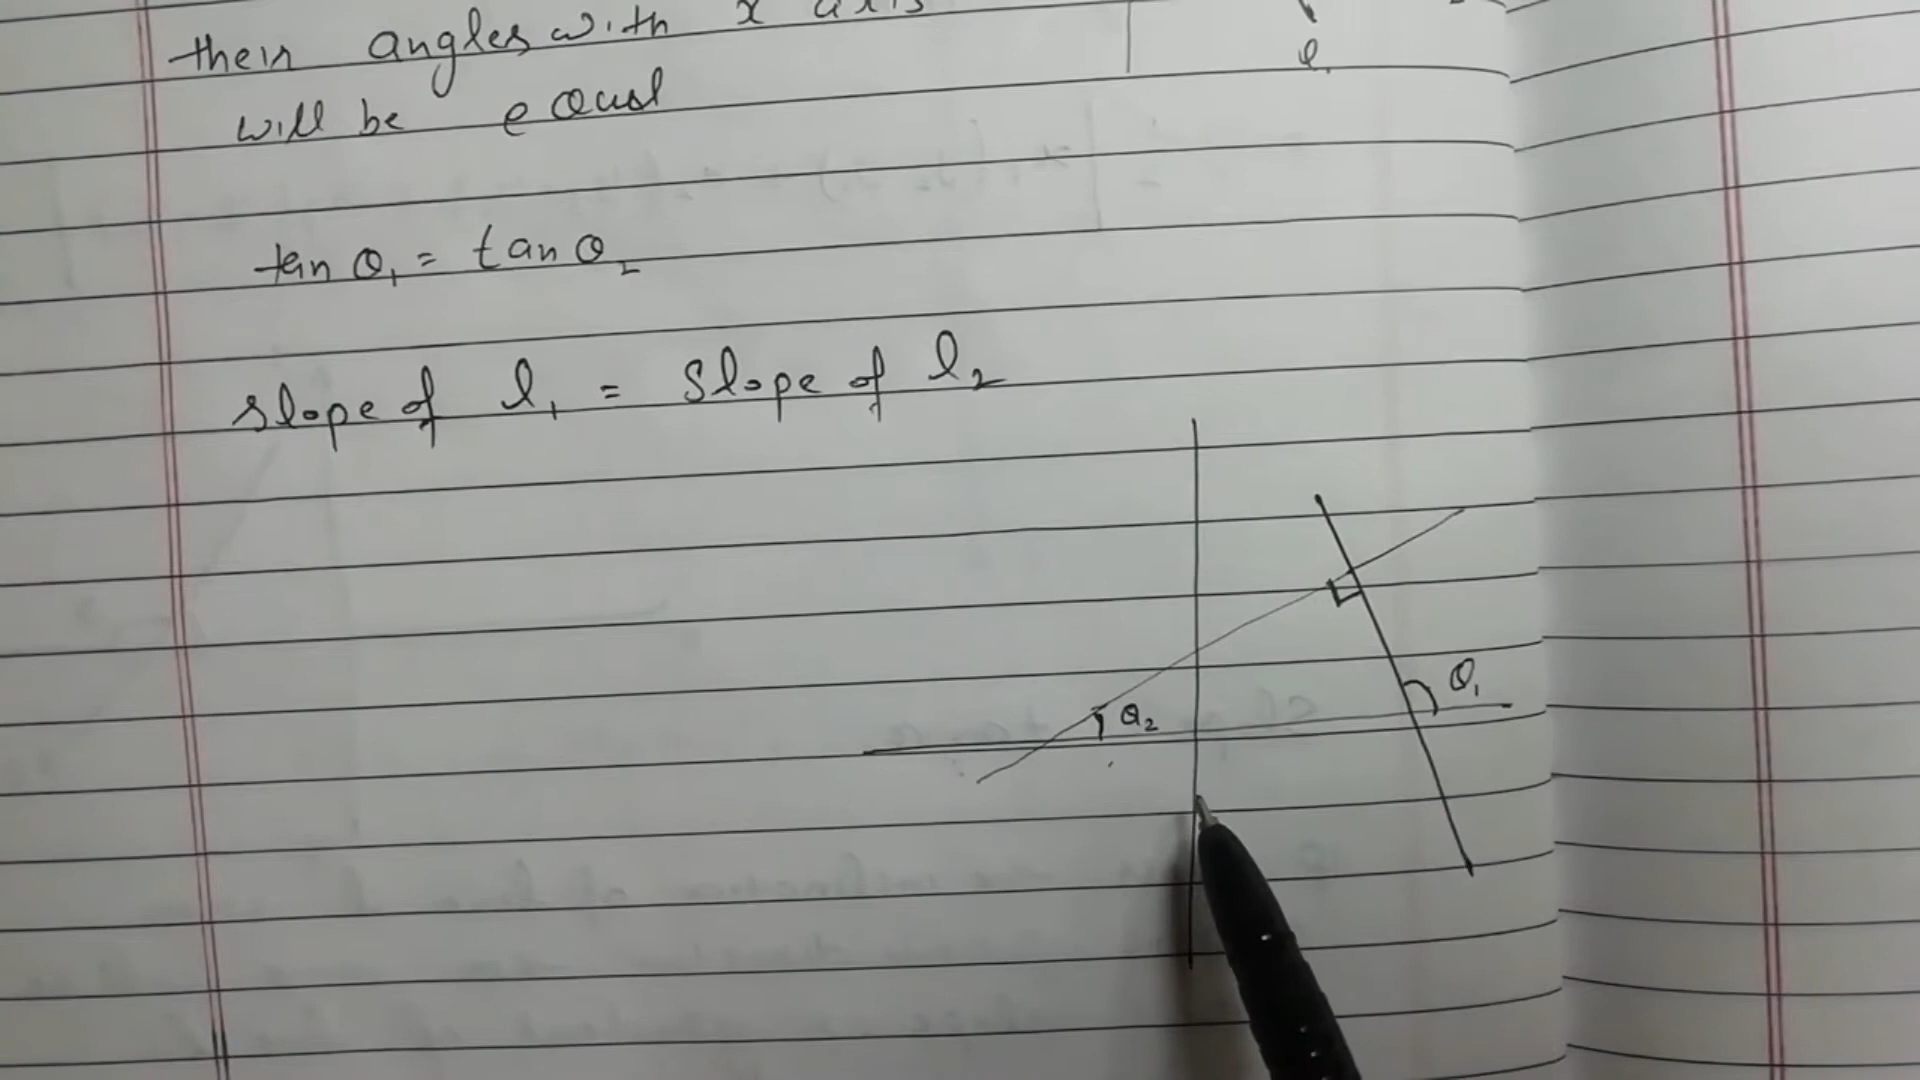 their angles with x axis
l1
will be equal
tan θ1 = tan θ2
slope of l1 = slope of l2
θ1
θ2